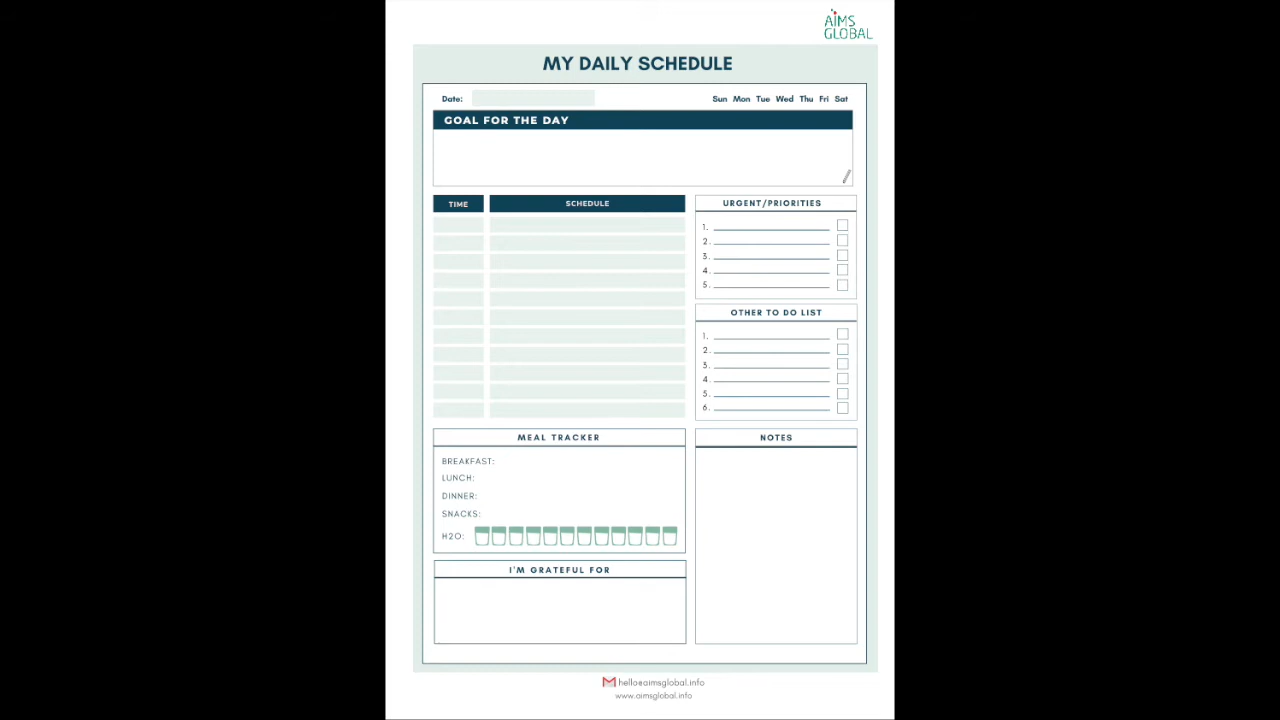 AiMS
GLOBAL
MY DAILY SCHEDULE
Date:
Sun Mon Tue Wed Thu Fri Sat
GOAL FOR THE DAY
TIME
SCHEDULE
URGENT/PRIORITIES
1.
2.
3.
4.
5.
OTHER TO DO LIST
1.
2.
3.
4.
5.
6.
MEAL TRACKER
BREAKFAST:
LUNCH:
DINNER:
SNACKS:
H2O:
I'M GRATEFUL FOR
NOTES
hello@aimsglobal.info
www.aimsglobal.info